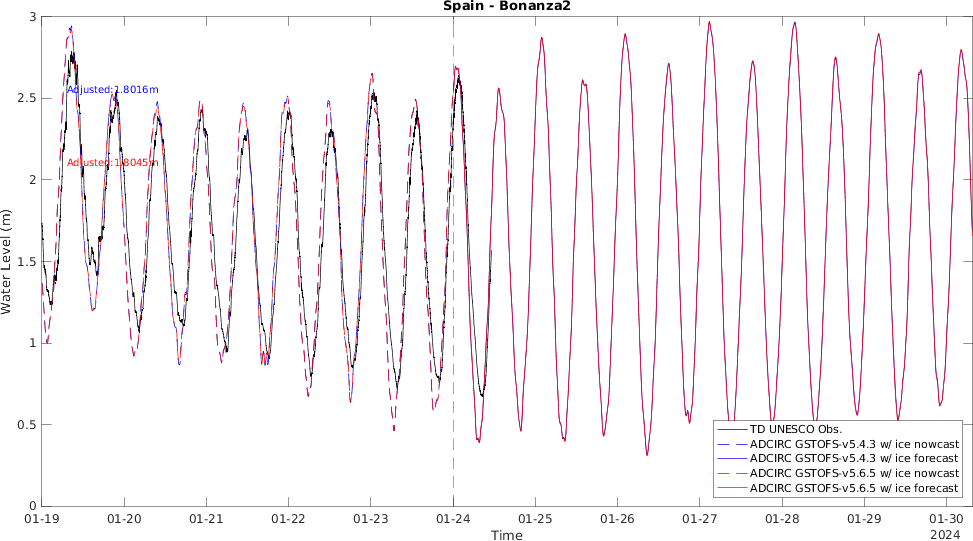 Spain - Bonanza2
3
2.5
2
1.5
1
0.5
0
Water Level (m)
Adjusted:1.8016m
Adjusted:1.8045m
TD UNESCO Obs.
ADCIRC GSTOFS-v5.4.3 w/ ice nowcast
ADCIRC GSTOFS-v5.4.3 w/ ice forecast
ADCIRC GSTOFS-v5.6.5 w/ ice nowcast
ADCIRC GSTOFS-v5.6.5 w/ ice forecast
01-19 01-20 01-21 01-22 01-23 01-24 01-25 01-26 01-27 01-28 01-29 01-30
Time
2024